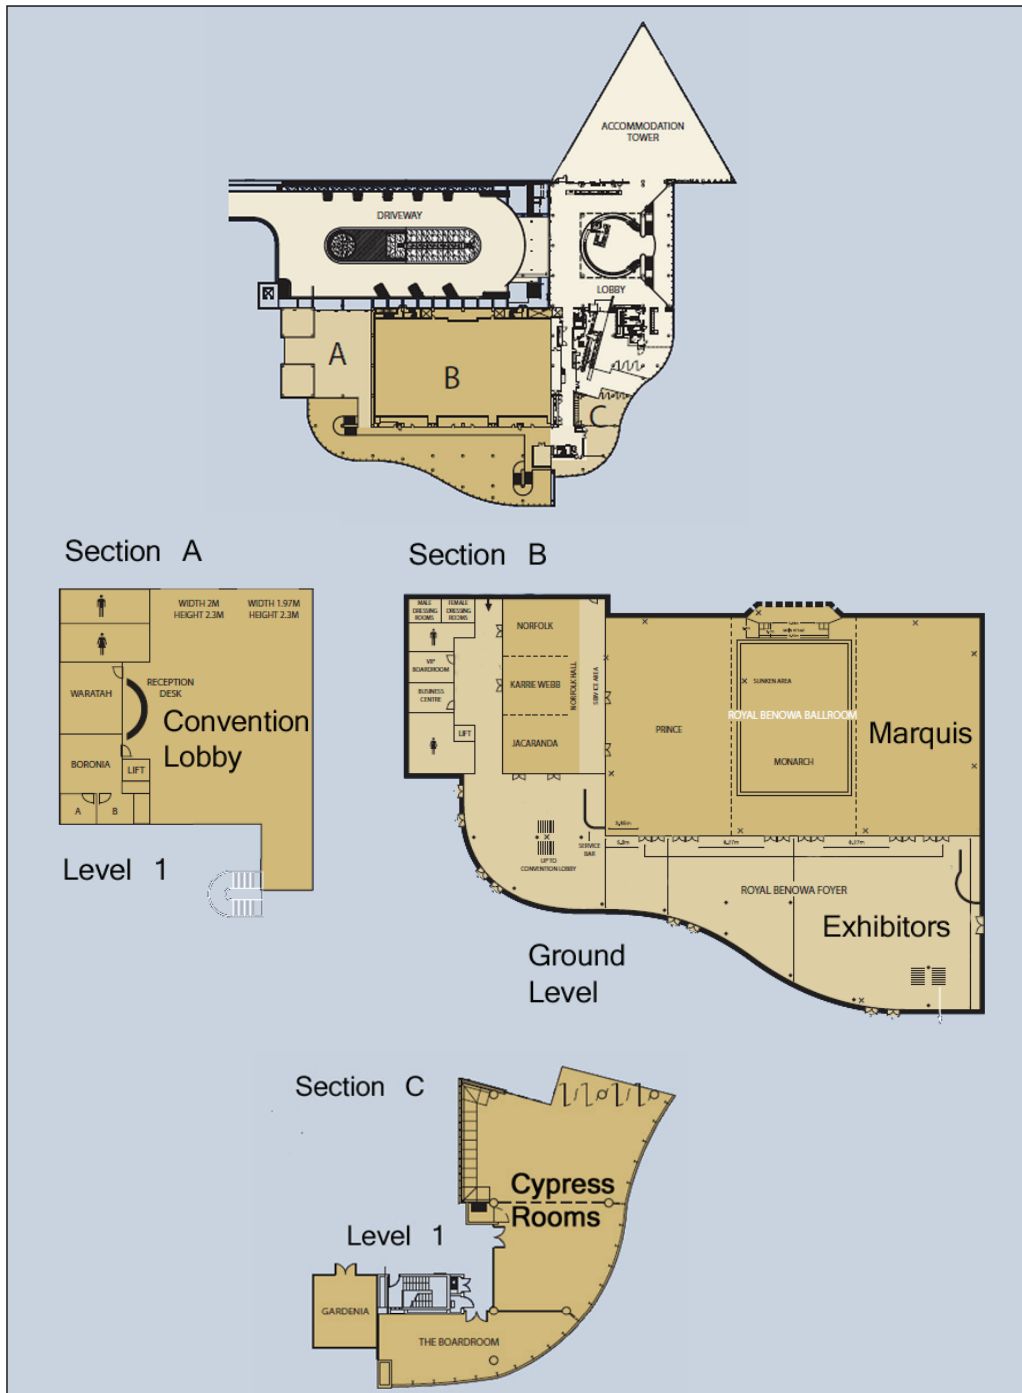 ACCOMMODATION
TOWER
DRIVEWAY
LOBBY
A
B
C
Section A
WIDTH 2M
HEIGHT 2.3M
WIDTH 1.97M
HEIGHT 2.3M
WARATAH
RECEPTION
DESK
Convention
Lobby
BORONIA
LIFT
A
B
Level 1
Section B
MALE
DRESSING
ROOMS
FEMALE
DRESSING
ROOMS
VIP
BOARDROOM
BUSINESS
CENTRE
LIFT
NORFOLK
KARRIE WEBB
JACARANDA
NORFOLK HALL
SERVICE AREA
SUNKEN AREA
PRINCE
ROYAL BENOWA BALLROOM
MONARCH
Marquis
UP TO
CONVENTION LOBBY
SERVICE
BAR
ROYAL BENOWA FOYER
Exhibitors
Ground
Level
Section C
Cypress
Rooms
Level 1
GARDENIA
THE BOARDROOM